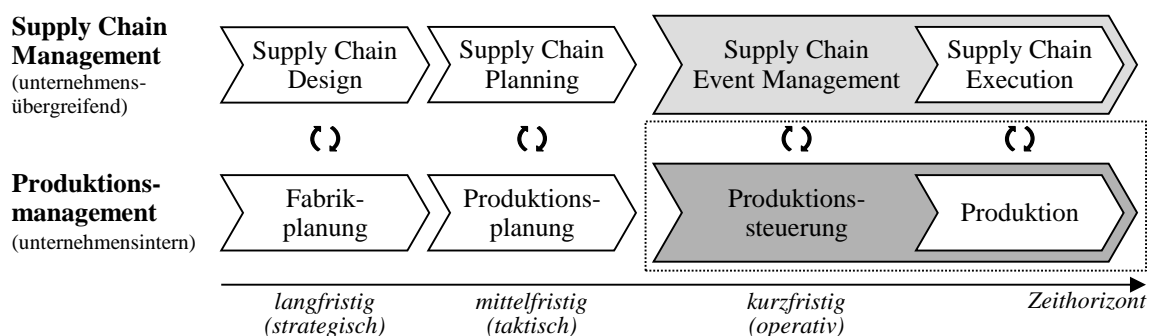 Supply Chain
Management
(unternehmens-
übergreifend)
Supply Chain
Design
Supply Chain
Planning
Supply Chain
Event Management
Supply Chain
Execution
Produktions-
management
(unternehmensintern)
Fabrik-
planung
Produktions-
planung
Produktions-
steuerung
Produktion
langfristig
(strategisch)
mittelfristig
(taktisch)
kurzfristig
(operativ)
Zeithorizont